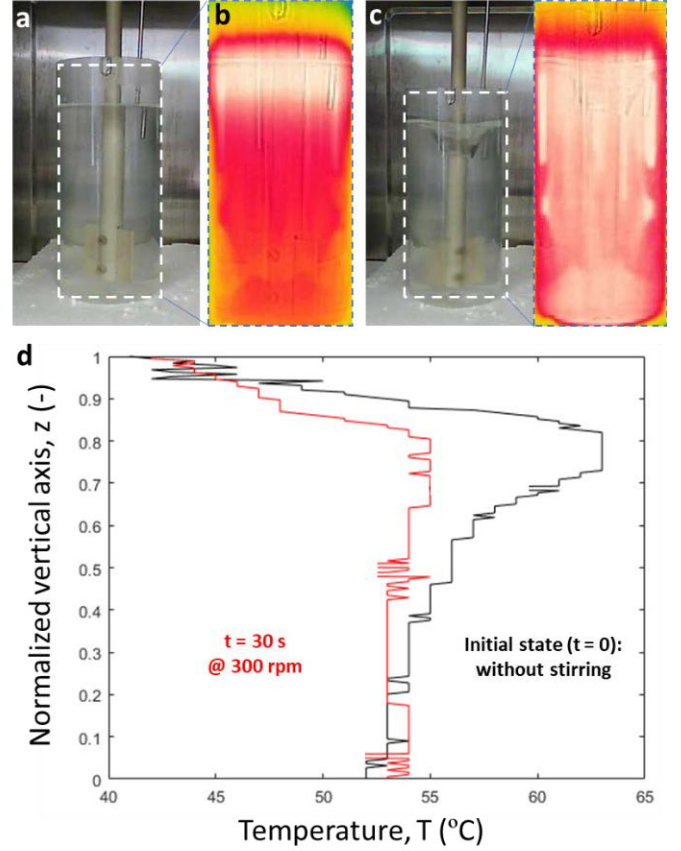 a
b
c
d
1
0.9
0.8
0.7
0.6
0.5
0.4
0.3
0.2
0.1
0
Normalized vertical axis, z (-)
t = 30 s
@ 300 rpm
Initial state (t = 0):
without stirring
40
45
50
55
60
65
Temperature, T (ºC)